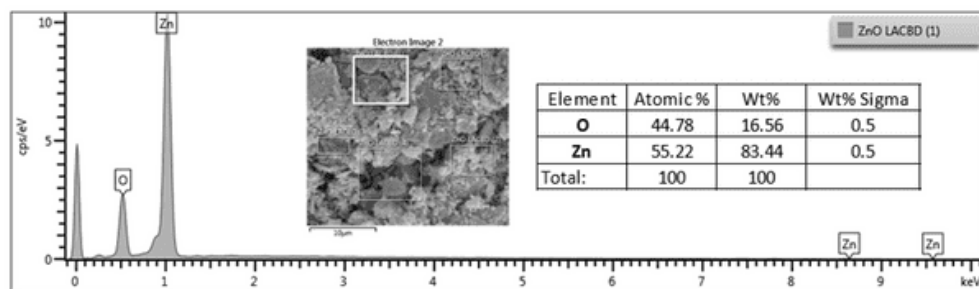 ZnO LACBD (1)
10
5
0
cps/eV
Zn
O
Zn
Zn
0 1 2 3 4 5 6 7 8 9 keV
Electron Image 2
10µm
Element Atomic % Wt% Wt% Sigma
O 44.78 16.56 0.5
Zn 55.22 83.44 0.5
Total: 100 100